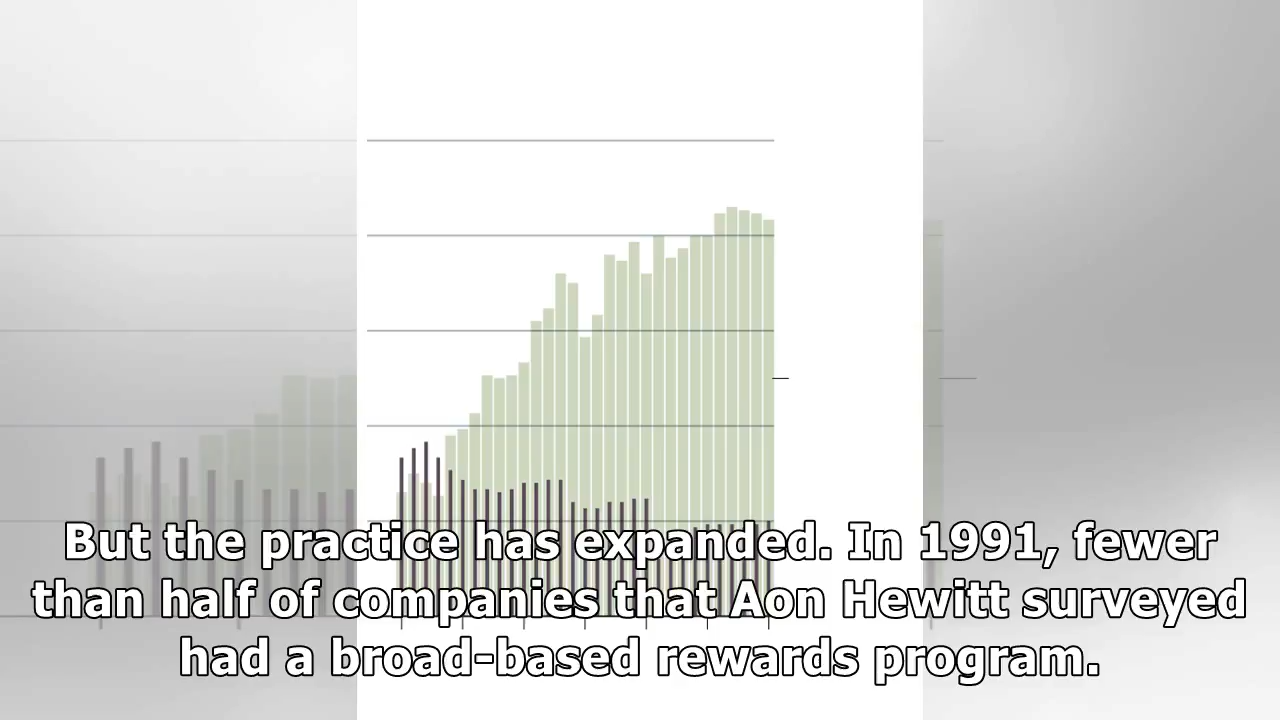 But the practice has expanded. In 1991, fewer
than half of companies that Aon Hewitt surveyed
had a broad-based rewards program.